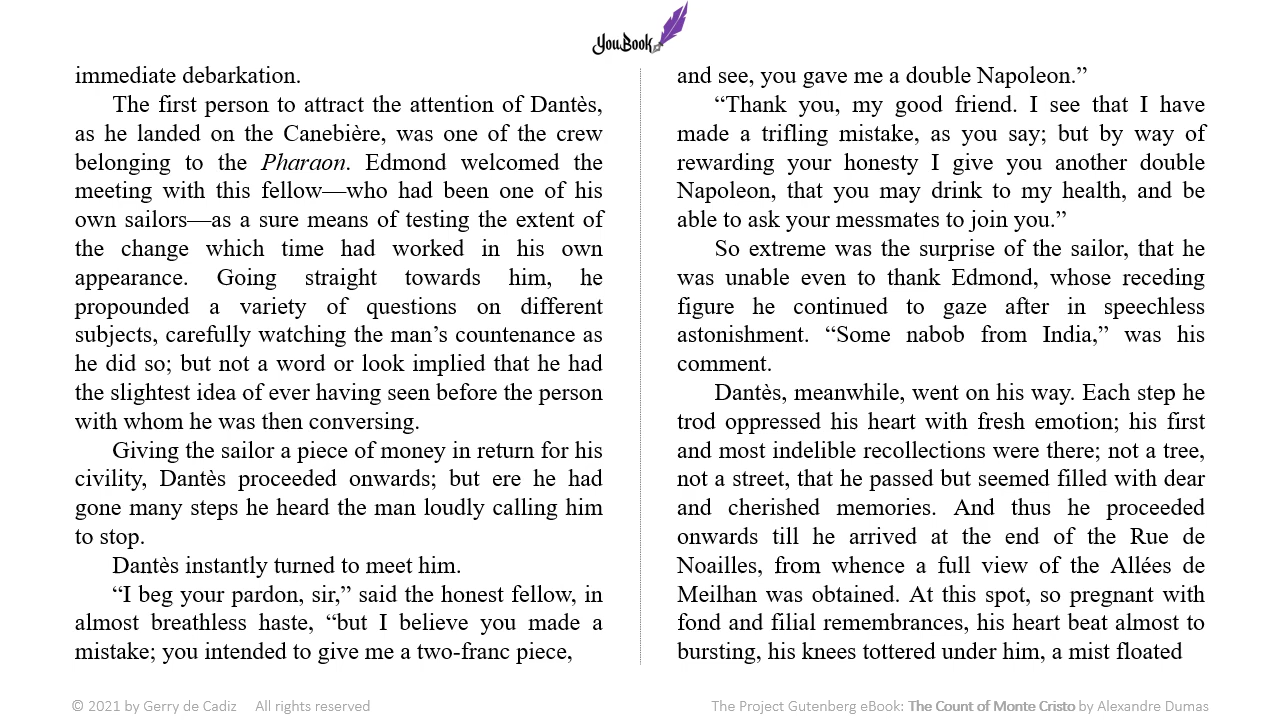 YouBook
immediate debarkation.
The first person to attract the attention of Dantès,
as he landed on the Canebière, was one of the crew
belonging to the Pharaon. Edmond welcomed the
meeting with this fellow—who had been one of his
own sailors—as a sure means of testing the extent of
the change which time had worked in his own
appearance. Going straight towards him, he
propounded a variety of questions on different
subjects, carefully watching the man’s countenance as
he did so; but not a word or look implied that he had
the slightest idea of ever having seen before the person
with whom he was then conversing.
Giving the sailor a piece of money in return for his
civility, Dantès proceeded onwards; but ere he had
gone many steps he heard the man loudly calling him
to stop.
Dantès instantly turned to meet him.
“I beg your pardon, sir,” said the honest fellow, in
almost breathless haste, “but I believe you made a
mistake; you intended to give me a two-franc piece,
and see, you gave me a double Napoleon.”
“Thank you, my good friend. I see that I have
made a trifling mistake, as you say; but by way of
rewarding your honesty I give you another double
Napoleon, that you may drink to my health, and be
able to ask your messmates to join you.”
So extreme was the surprise of the sailor, that he
was unable even to thank Edmond, whose receding
figure he continued to gaze after in speechless
astonishment. “Some nabob from India,” was his
comment.
Dantès, meanwhile, went on his way. Each step he
trod oppressed his heart with fresh emotion; his first
and most indelible recollections were there; not a tree,
not a street, that he passed but seemed filled with dear
and cherished memories. And thus he proceeded
onwards till he arrived at the end of the Rue de
Noailles, from whence a full view of the Allées de
Meilhan was obtained. At this spot, so pregnant with
fond and filial remembrances, his heart beat almost to
bursting, his knees tottered under him, a mist floated
© 2021 by Gerry de Cadiz All rights reserved
The Project Gutenberg eBook: The Count of Monte Cristo by Alexandre Dumas